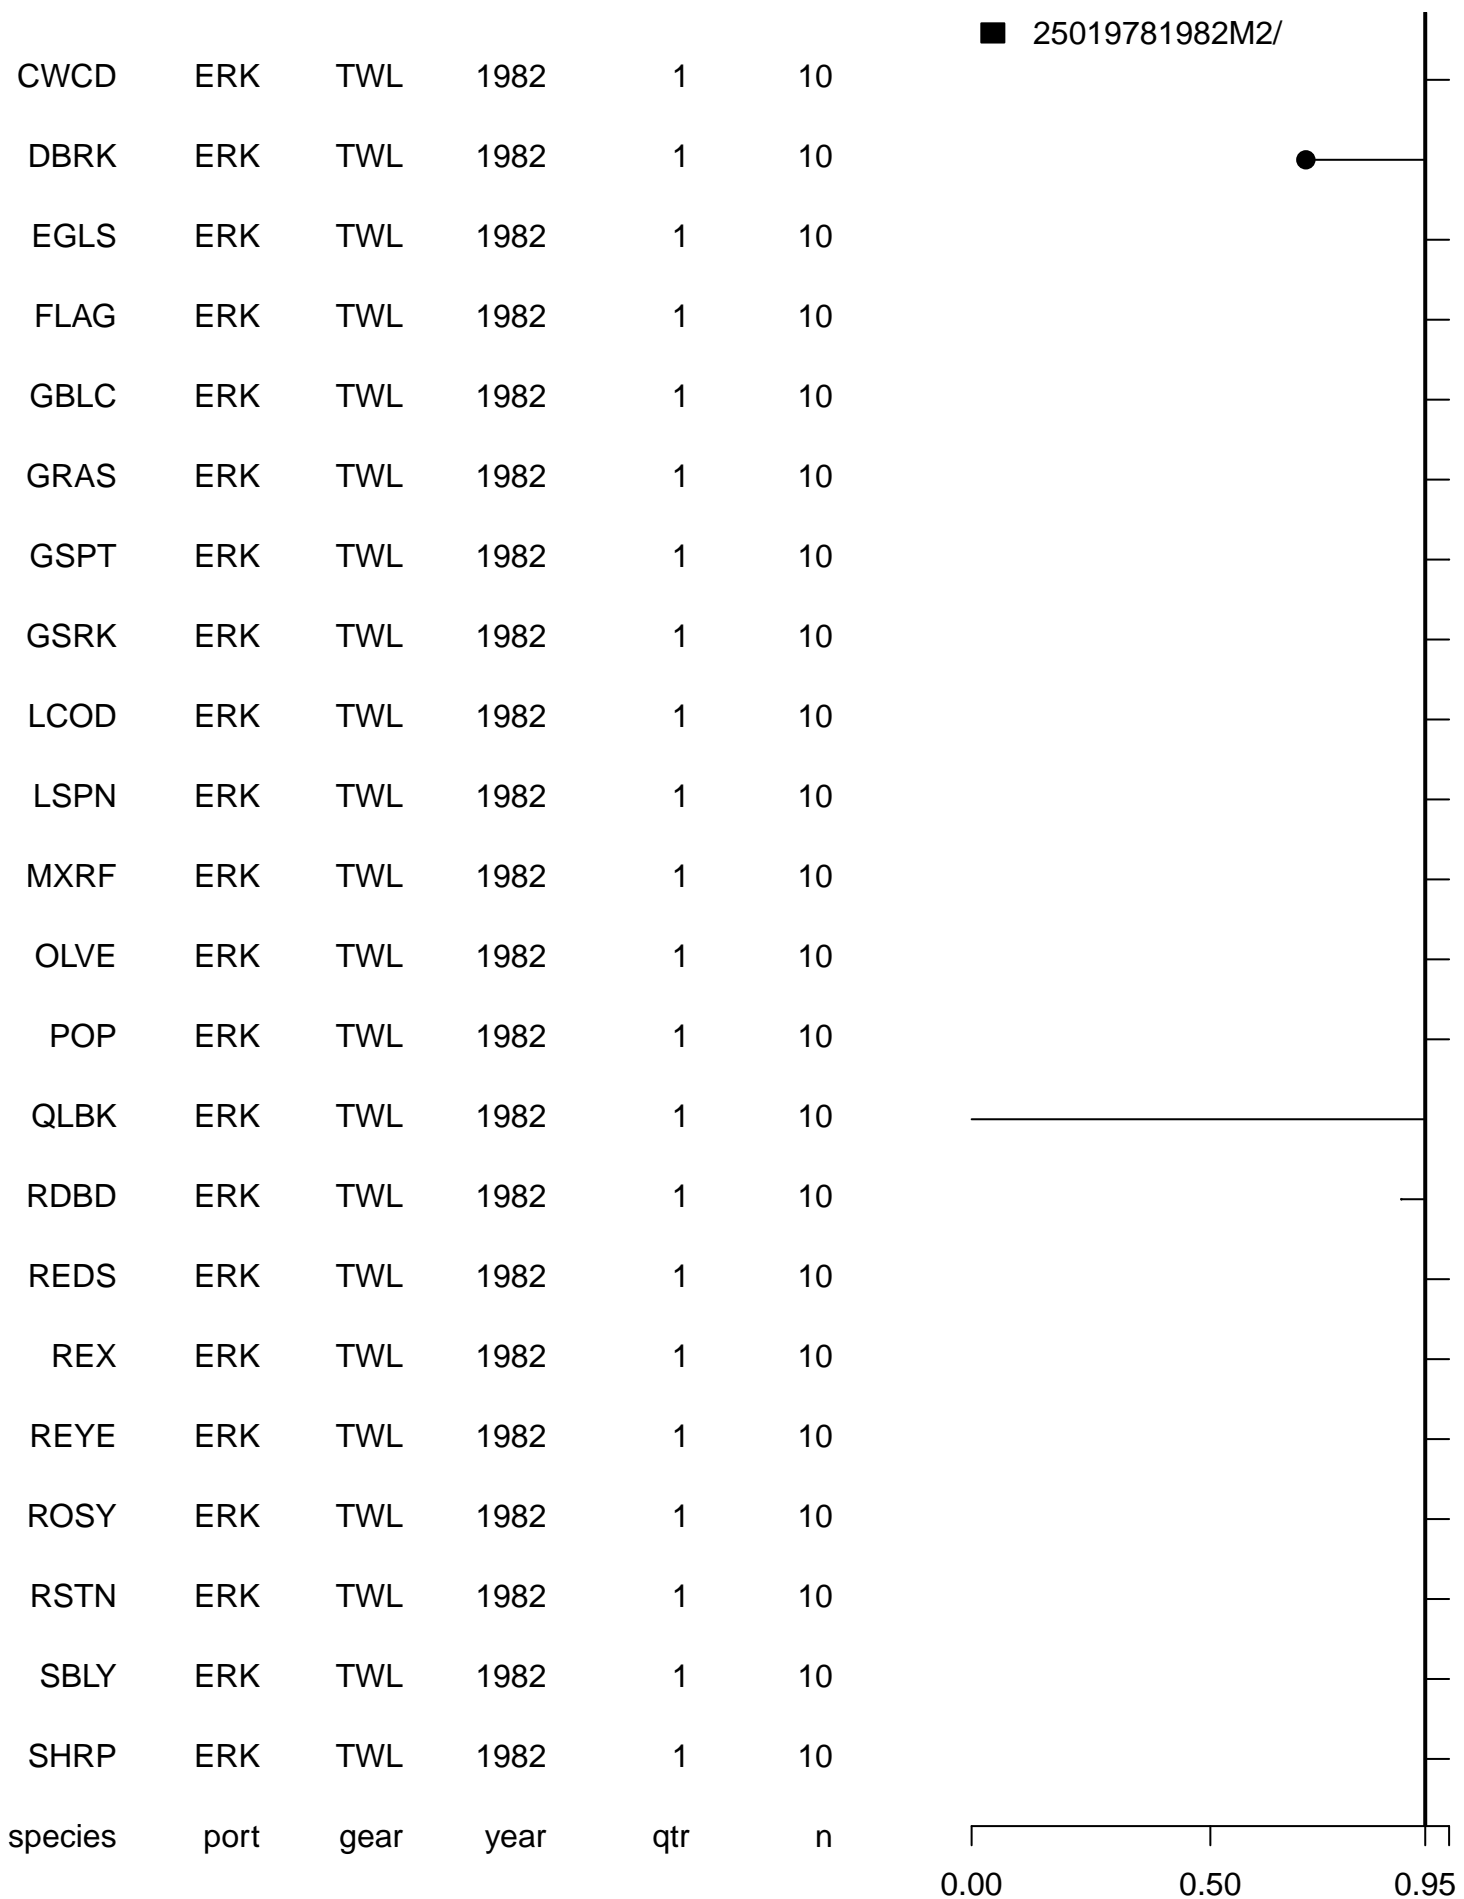 25019781982M2/
CWCD ERK TWL 1982 1 10
DBRK ERK TWL 1982 1 10
EGLS ERK TWL 1982 1 10
FLAG ERK TWL 1982 1 10
GBLC ERK TWL 1982 1 10
GRAS ERK TWL 1982 1 10
GSPT ERK TWL 1982 1 10
GSRK ERK TWL 1982 1 10
LCOD ERK TWL 1982 1 10
LSPN ERK TWL 1982 1 10
MXRF ERK TWL 1982 1 10
OLVE ERK TWL 1982 1 10
POP ERK TWL 1982 1 10
QLBK ERK TWL 1982 1 10
RDBD ERK TWL 1982 1 10
REDS ERK TWL 1982 1 10
REX ERK TWL 1982 1 10
REYE ERK TWL 1982 1 10
ROSY ERK TWL 1982 1 10
RSTN ERK TWL 1982 1 10
SBLY ERK TWL 1982 1 10
SHRP ERK TWL 1982 1 10
species port gear year qtr n
0.00 0.50 0.95